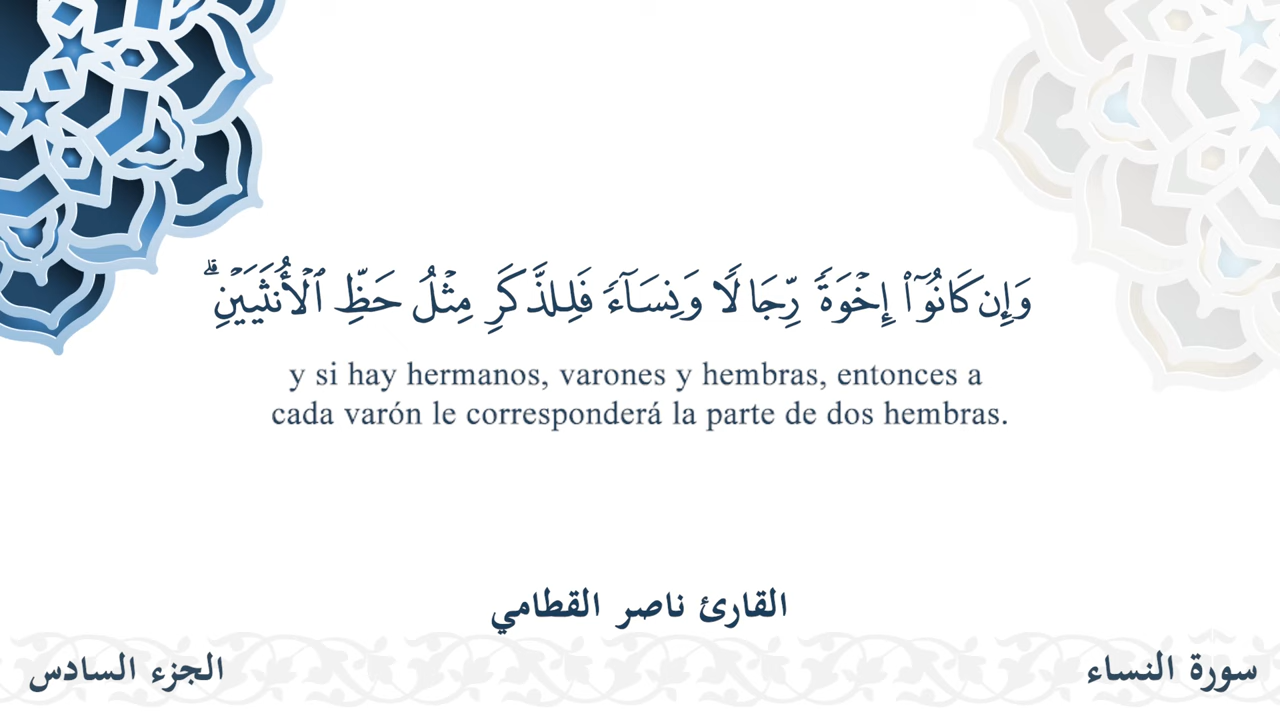 وَإِن كَانُوٓا۟ إِخْوَةً رِّجَالًا وَنِسَآءً فَلِلذَّكَرِ مِثْلُ حَظِّ ٱلْأُنثَيَيْنِ ۗ
y si hay hermanos, varones y hembras, entonces a
cada varón le corresponderá la parte de dos hembras.
القارئ ناصر القطامي
سورة النساء
الجزء السادس